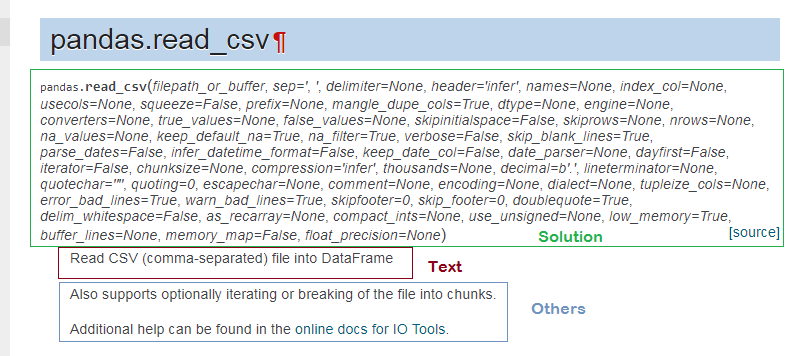 pandas.read_csv¶
pandas.read_csv(filepath_or_buffer, sep=', ', delimiter=None, header='infer', names=None, index_col=None,
usecols=None, squeeze=False, prefix=None, mangle_dupe_cols=True, dtype=None, engine=None,
converters=None, true_values=None, false_values=None, skipinitialspace=False, skiprows=None, nrows=None,
na_values=None, keep_default_na=True, na_filter=True, verbose=False, skip_blank_lines=True,
parse_dates=False, infer_datetime_format=False, keep_date_col=False, date_parser=None, dayfirst=False,
iterator=False, chunksize=None, compression='infer', thousands=None, decimal=b'.', lineterminator=None,
quotechar='"', quoting=0, escapechar=None, comment=None, encoding=None, dialect=None, tupleize_cols=None,
error_bad_lines=True, warn_bad_lines=True, skipfooter=0, skip_footer=0, doublequote=True,
delim_whitespace=False, as_recarray=None, compact_ints=None, use_unsigned=None, low_memory=True,
buffer_lines=None, memory_map=False, float_precision=None)
Solution [source]
Read CSV (comma-separated) file into DataFrame
Text
Also supports optionally iterating or breaking of the file into chunks.
Others
Additional help can be found in the online docs for IO Tools.